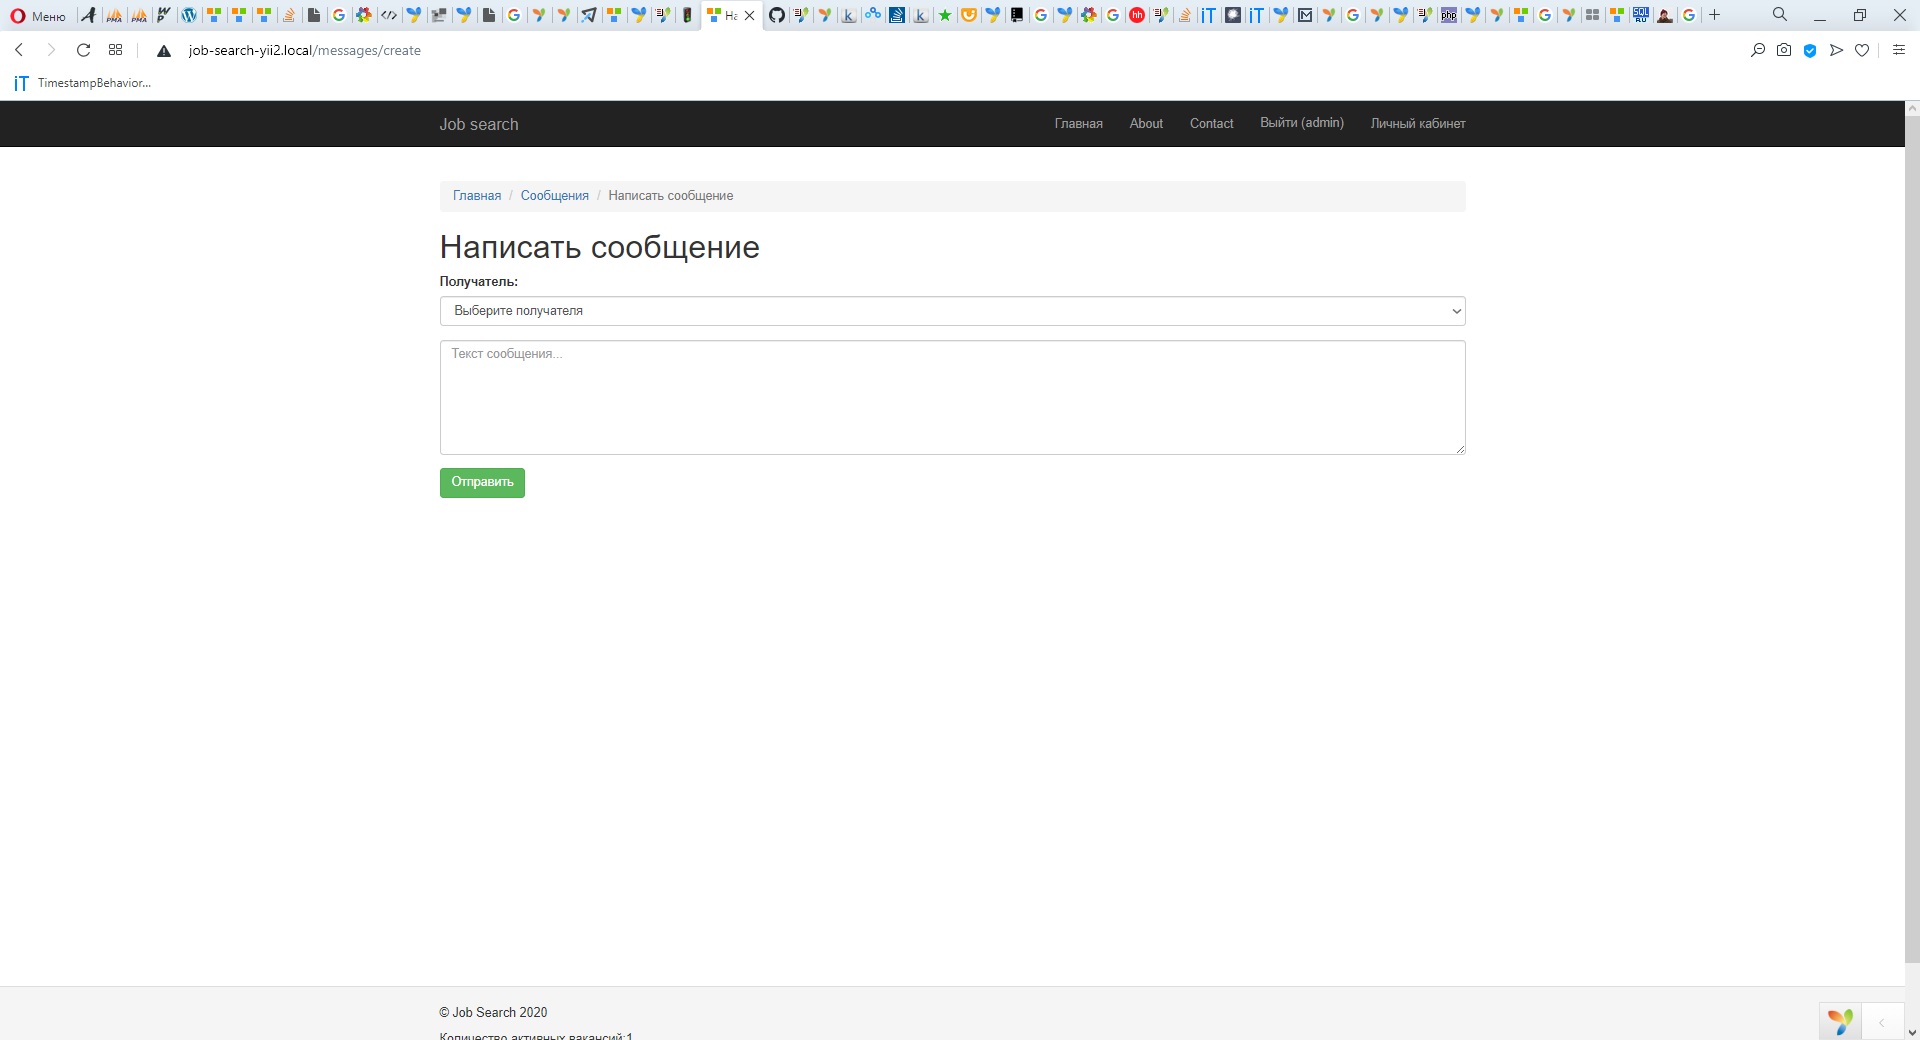 Меню
На
job-search-yii2.local/messages/create
TimestampBehavior...
Job search
Главная About Contact Выйти (admin) Личный кабинет
Главная / Сообщения / Написать сообщение
Написать сообщение
Получатель:
Выберите получателя
Текст сообщения...
Отправить
© Job Search 2020
Количество активных вакансий:1